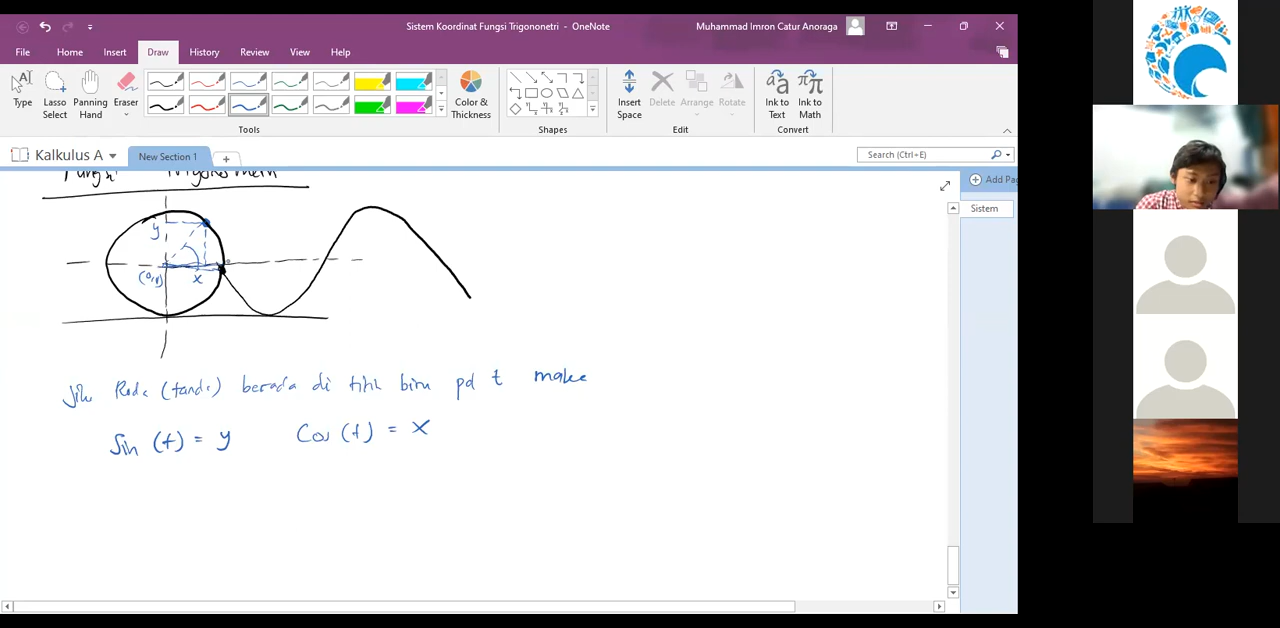 Sistem Koordinat Fungsi Trigononetri - OneNote
Muhammad Imron Catur Anoraga
File Home Insert Draw History Review View Help
Type Lasso Select Panning Hand Eraser
Color & Thickness
Insert Space Delete Arrange Rotate
Ink to Text Ink to Math
Tools Shapes Edit Convert
Kalkulus A New Section 1
Search (Ctrl+E)
Add Pag
Sistem
y
(0,0) x
Jika Roda (tanda) berada di titik biru pd t maka
Sin (t) = y Cos (t) = x